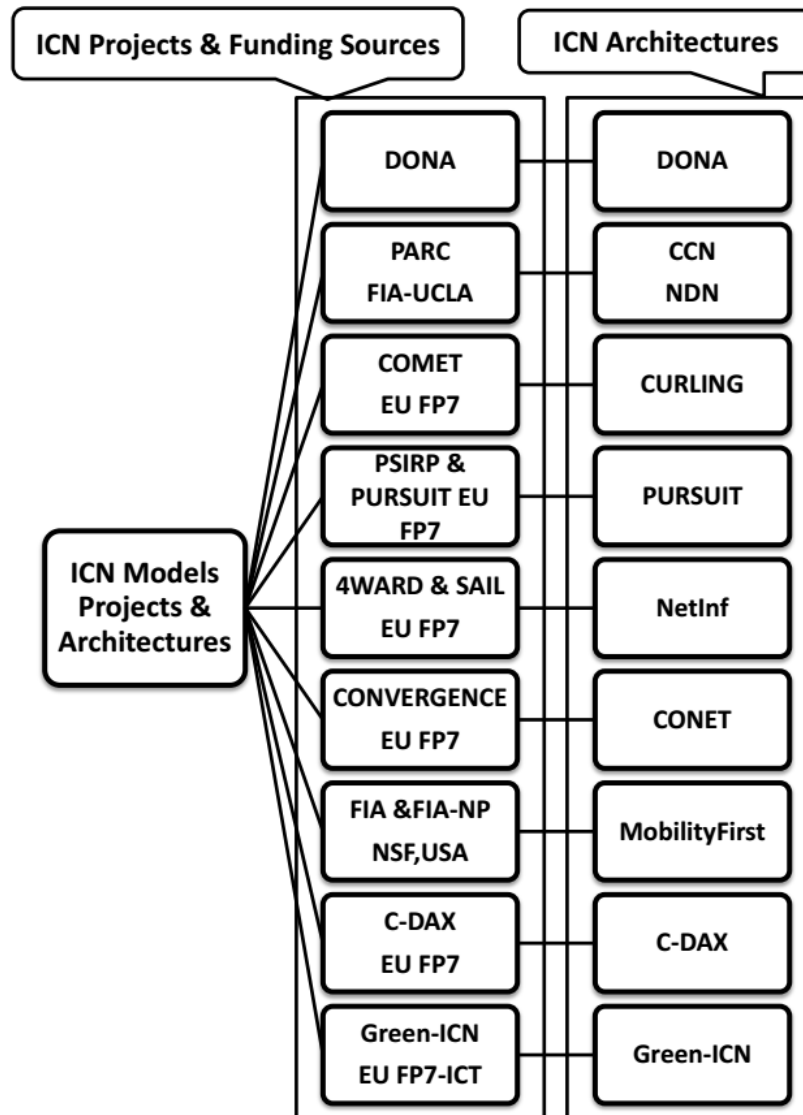 ICN Projects & Funding Sources
ICN Architectures
ICN Models
Projects &
Architectures
DONA
DONA
PARC
FIA-UCLA
CCN
NDN
COMET
EU FP7
CURLING
PSIRP &
PURSUIT EU
FP7
PURSUIT
4WARD & SAIL
EU FP7
NetInf
CONVERGENCE
EU FP7
CONET
FIA &FIA-NP
NSF,USA
MobilityFirst
C-DAX
EU FP7
C-DAX
Green-ICN
EU FP7-ICT
Green-ICN